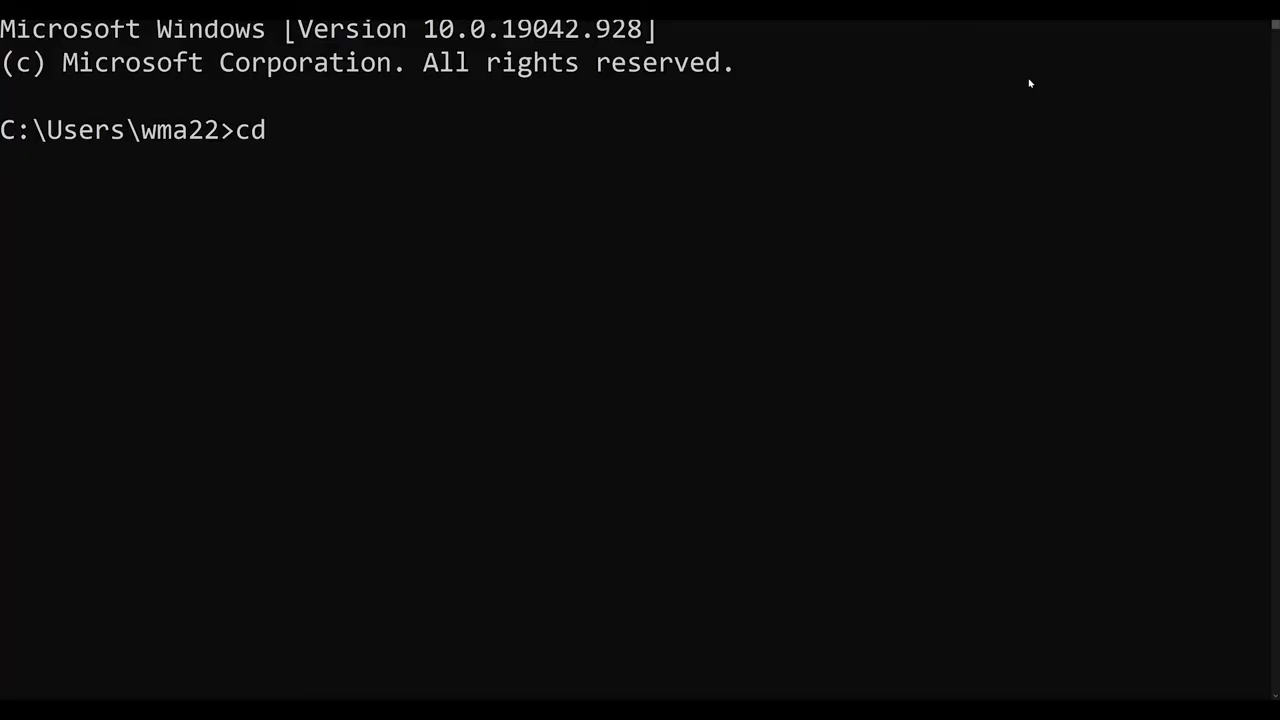 Microsoft Windows [Version 10.0.19042.928]
(c) Microsoft Corporation. All rights reserved.
C:\Users\wma22>cd